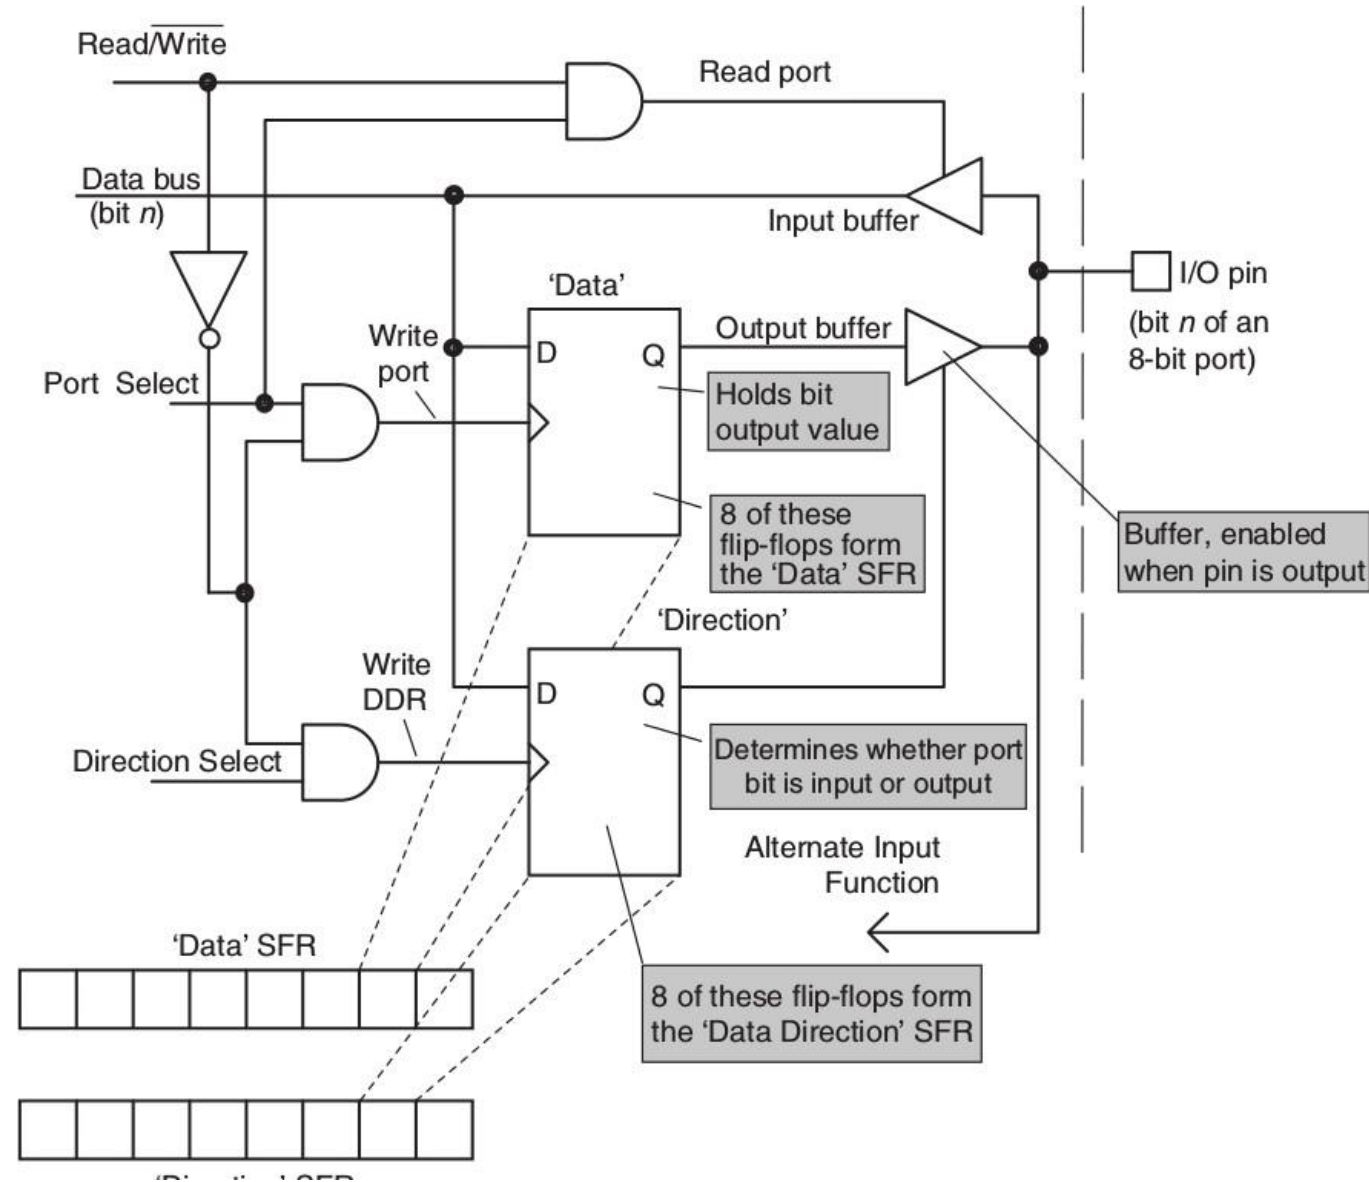 Read/Write
Read port
Data bus
(bit n)
Input buffer
I/O pin
(bit n of an
8-bit port)
‘Data’
Write
port
D
Q
Output buffer
Port Select
Holds bit
output value
8 of these
flip-flops form
the ‘Data’ SFR
Buffer, enabled
when pin is output
‘Direction’
Write
DDR
D
Q
Direction Select
Determines whether port
bit is input or output
Alternate Input
Function
‘Data’ SFR
8 of these flip-flops form
the ‘Data Direction’ SFR